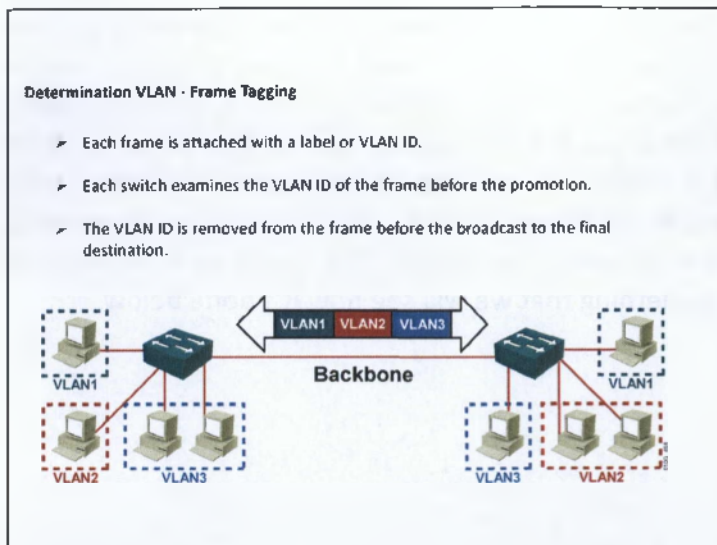 Determination VLAN - Frame Tagging
➢ Each frame is attached with a label or VLAN ID.
➢ Each switch examines the VLAN ID of the frame before the promotion.
➢ The VLAN ID is removed from the frame before the broadcast to the final
destination.
VLAN1 VLAN2 VLAN3
Backbone
VLAN1
VLAN1
VLAN2
VLAN3
VLAN3
VLAN2